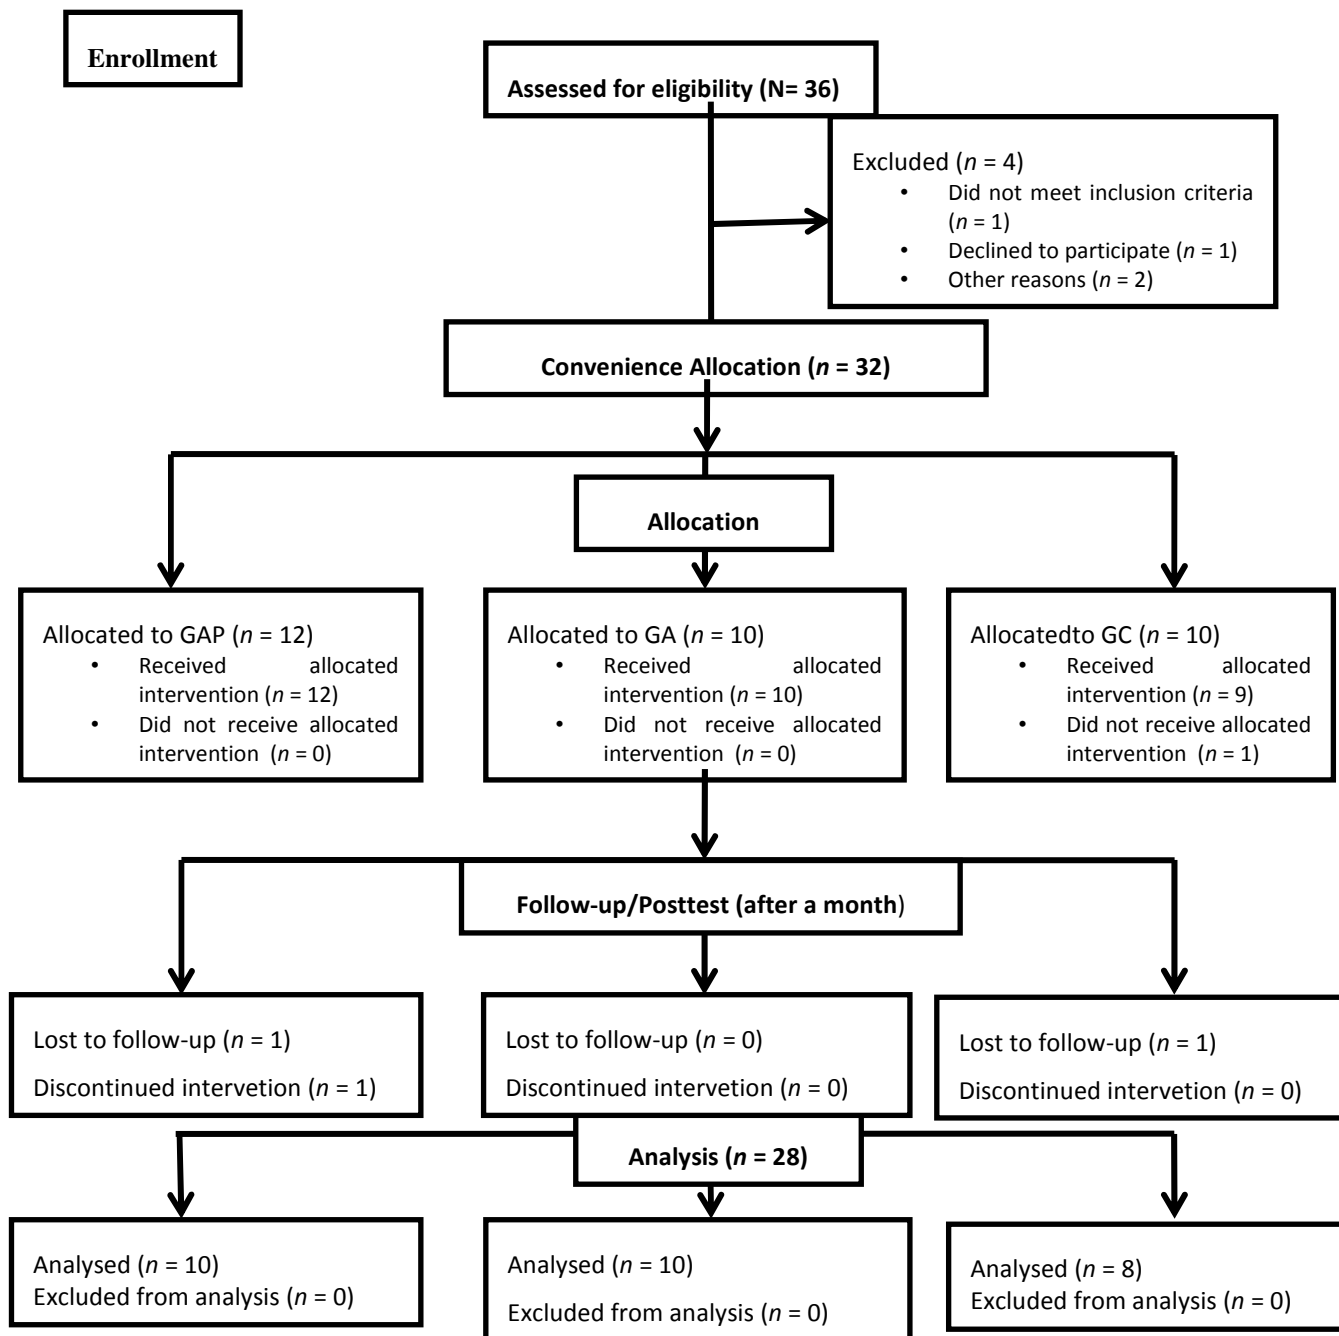 Enrollment
Assessed for eligibility (N= 36)
Excluded (n = 4)
• Did not meet inclusion criteria
(n = 1)
• Declined to participate (n = 1)
• Other reasons (n = 2)
Convenience Allocation (n = 32)
Allocation
Allocated to GAP (n = 12)
• Received allocated
intervention (n = 12)
• Did not receive allocated
intervention (n = 0)
Allocated to GA (n = 10)
• Received allocated
intervention (n = 10)
• Did not receive allocated
intervention (n = 0)
Allocatedto GC (n = 10)
• Received allocated
intervention (n = 9)
• Did not receive allocated
intervention (n = 1)
Follow-up/Posttest (after a month)
Lost to follow-up (n = 1)
Discontinued intervetion (n = 1)
Lost to follow-up (n = 0)
Discontinued intervetion (n = 0)
Lost to follow-up (n = 1)
Discontinued intervetion (n = 0)
Analysis (n = 28)
Analysed (n = 10)
Excluded from analysis (n = 0)
Analysed (n = 10)
Excluded from analysis (n = 0)
Analysed (n = 8)
Excluded from analysis (n = 0)